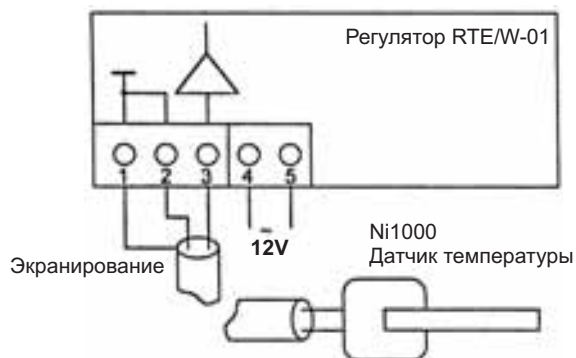 Регулятор RTE/W-01
1 2 3 4 5
~
12V
Ni1000
Датчик температуры
Экранирование